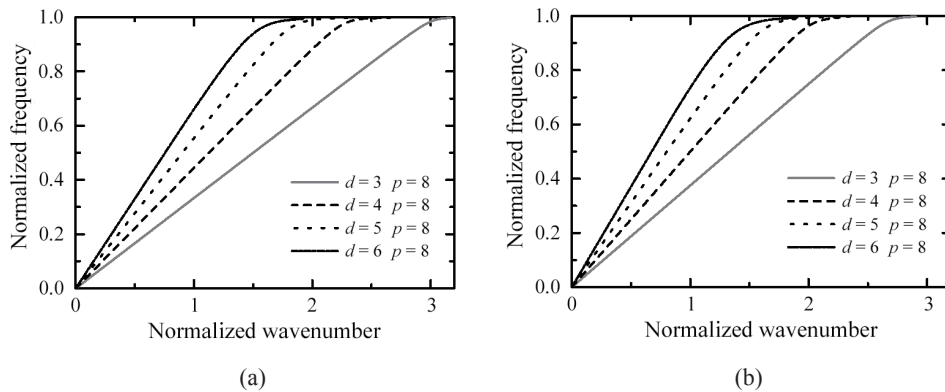 1.0
0.8
0.6
0.4
0.2
0.0
Normalized frequency
d = 3 p = 8
d = 4 p = 8
d = 5 p = 8
d = 6 p = 8
0 1 2 3
Normalized wavenumber
(a)
1.0
0.8
0.6
0.4
0.2
0.0
Normalized frequency
d = 3 p = 8
d = 4 p = 8
d = 5 p = 8
d = 6 p = 8
0 1 2 3
Normalized wavenumber
(b)